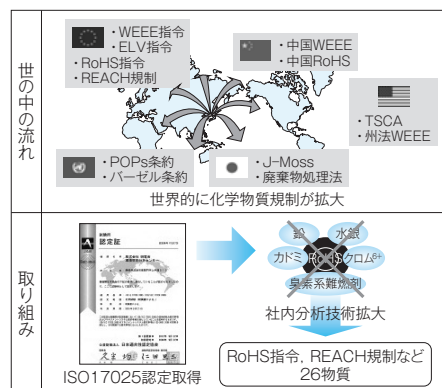 世の中の流れ
・WEEE指令
・ELV指令
・RoHS指令
・REACH規制
・中国WEEE
・中国RoHS
・TSCA
・州法WEEE
・POPs条約
・バーゼル条約
・J-Moss
・廃棄物処理法
世界的に化学物質規制が拡大
取り組み
認定証
ISO17025認定取得
鉛
水銀
カドミ
RoHS
クロム6+
臭素系難燃剤
社内分析技術拡大
RoHS指令, REACH規制など
26物質